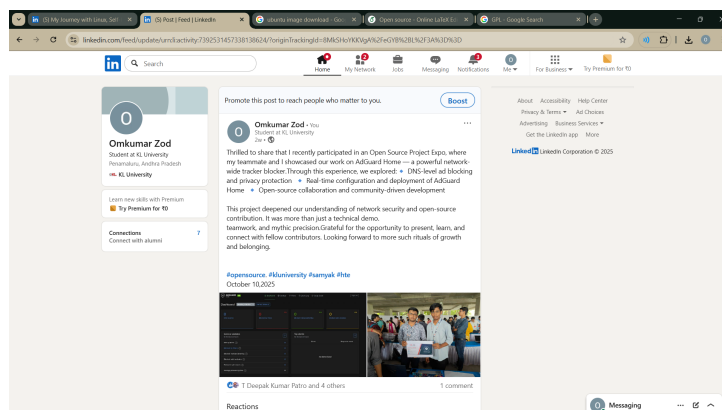 (5) My Journey with Linux, Self
(5) Post | Feed | LinkedIn
ubuntu image download - Goo
Open source - Online LaTeX Ed
GPL - Google Search
linkedin.com/feed/update/urn:li:activity:7392531457338138624/?originTrackingId=8MkSHoYKKVgA%2FeGYB%2BL%2F3A%3D%3D
in
Search
Home
My Network
Jobs
Messaging
Notifications
Me
For Business
Try Premium for ₹0
Omkumar Zod
Student at KL University
Penamaluru, Andhra Pradesh
KL University
Learn new skills with Premium
Try Premium for ₹0
Connections 7
Connect with alumni
Promote this post to reach people who matter to you.
Boost
Omkumar Zod • You
Student at KL University
2w •
Thrilled to share that I recently participated in an Open Source Project Expo, where
my teammate and I showcased our work on AdGuard Home — a powerful network-
wide tracker blocker.Through this experience, we explored: 🔹 DNS-level ad blocking
and privacy protection 🔹 Real-time configuration and deployment of AdGuard
Home 🔹 Open-source collaboration and community-driven development
This project deepened our understanding of network security and open-source
contribution. It was more than just a technical demo.
teamwork, and mythic precision.Grateful for the opportunity to present, learn, and
connect with fellow contributors. Looking forward to more such rituals of growth
and belonging.
#opensource. #kluniversity #samyak #hte
October 10,2025
T Deepak Kumar Patro and 4 others
1 comment
Reactions
About Accessibility Help Center
Privacy & Terms Ad Choices
Advertising Business Services
Get the LinkedIn app More
LinkedIn LinkedIn Corporation © 2025
Messaging